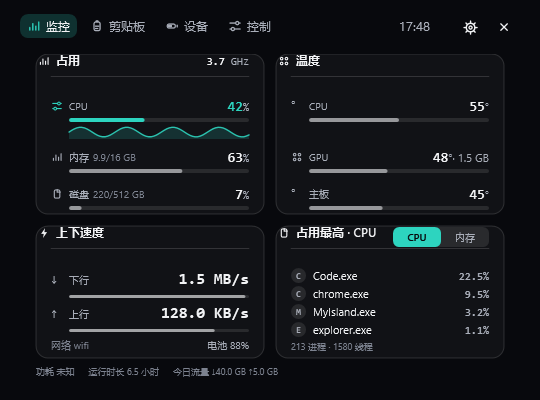 监控 剪贴板 设备 控制 17:48
占用 3.7 GHz
CPU 42%
内存 9.9/16 GB 63%
磁盘 220/512 GB 7%
温度
CPU 55°
GPU 48°· 1.5 GB
主板 45°
上下速度
↓ 下行 1.5 MB/s
↑ 上行 128.0 KB/s
网络 wifi 电池 88%
占用最高 · CPU CPU 内存
C Code.exe 22.5%
C chrome.exe 9.5%
M MyIsland.exe 3.2%
E explorer.exe 1.1%
213 进程 · 1580 线程
功耗 未知 运行时长 6.5 小时 今日流量 ↓40.0 GB ↑5.0 GB